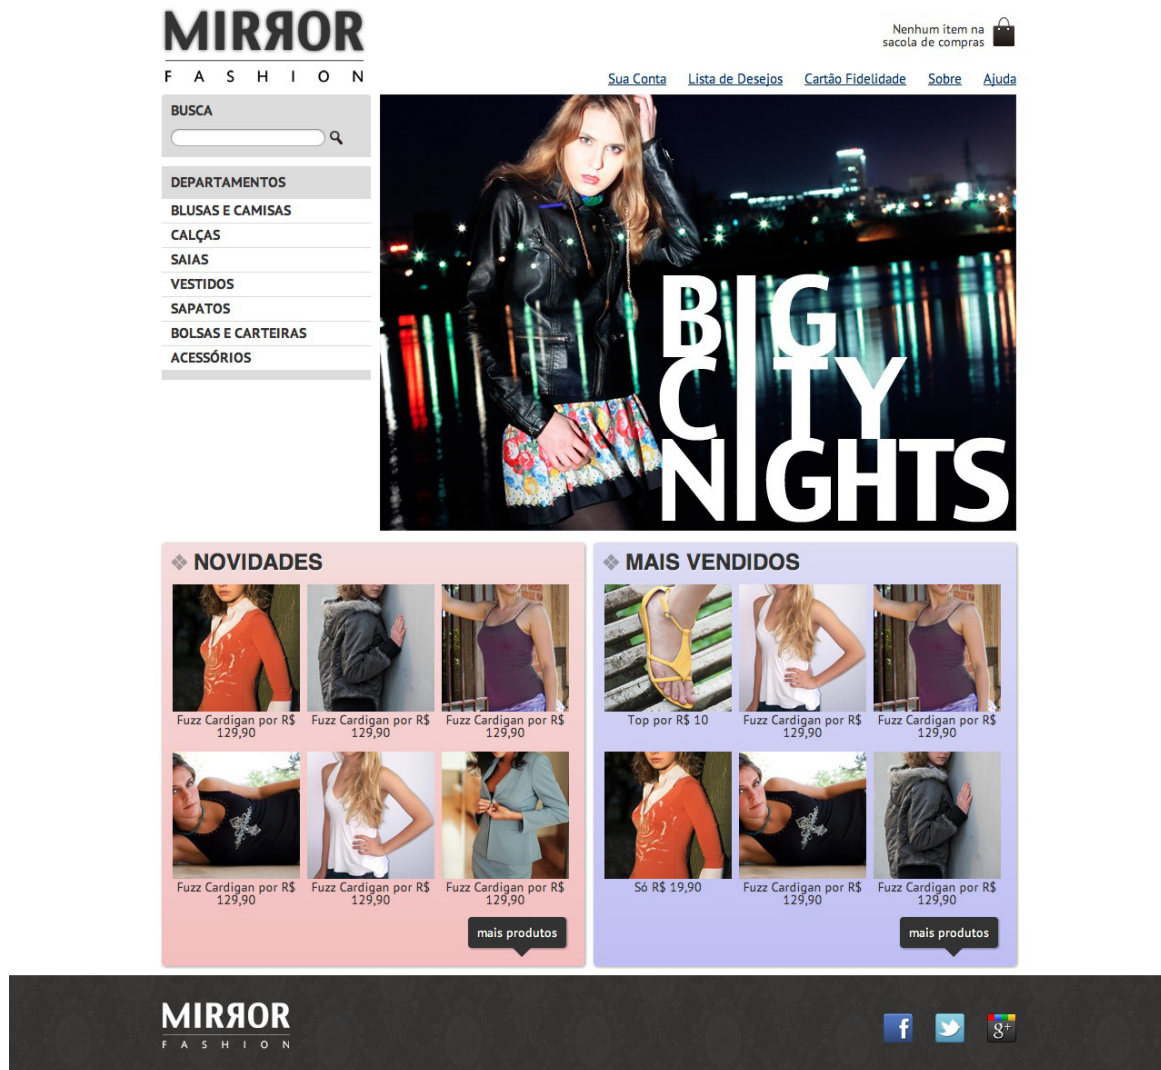 MIRЯOR
FASHION
Nenhum item na
sacola de compras
Sua Conta Lista de Desejos Cartão Fidelidade Sobre Ajuda
BUSCA
DEPARTAMENTOS
BLUSAS E CAMISAS
CALÇAS
SAIAS
VESTIDOS
SAPATOS
BOLSAS E CARTEIRAS
ACESSÓRIOS
BIG
CITY
NIGHTS
NOVIDADES
Fuzz Cardigan por R$
129,90
Fuzz Cardigan por R$
129,90
Fuzz Cardigan por R$
129,90
Fuzz Cardigan por R$
129,90
Fuzz Cardigan por R$
129,90
Fuzz Cardigan por R$
129,90
mais produtos
MAIS VENDIDOS
Top por R$ 10
Fuzz Cardigan por R$
129,90
Fuzz Cardigan por R$
129,90
Só R$ 19,90
Fuzz Cardigan por R$
129,90
Fuzz Cardigan por R$
129,90
mais produtos
MIRЯOR
FASHION
f
g+